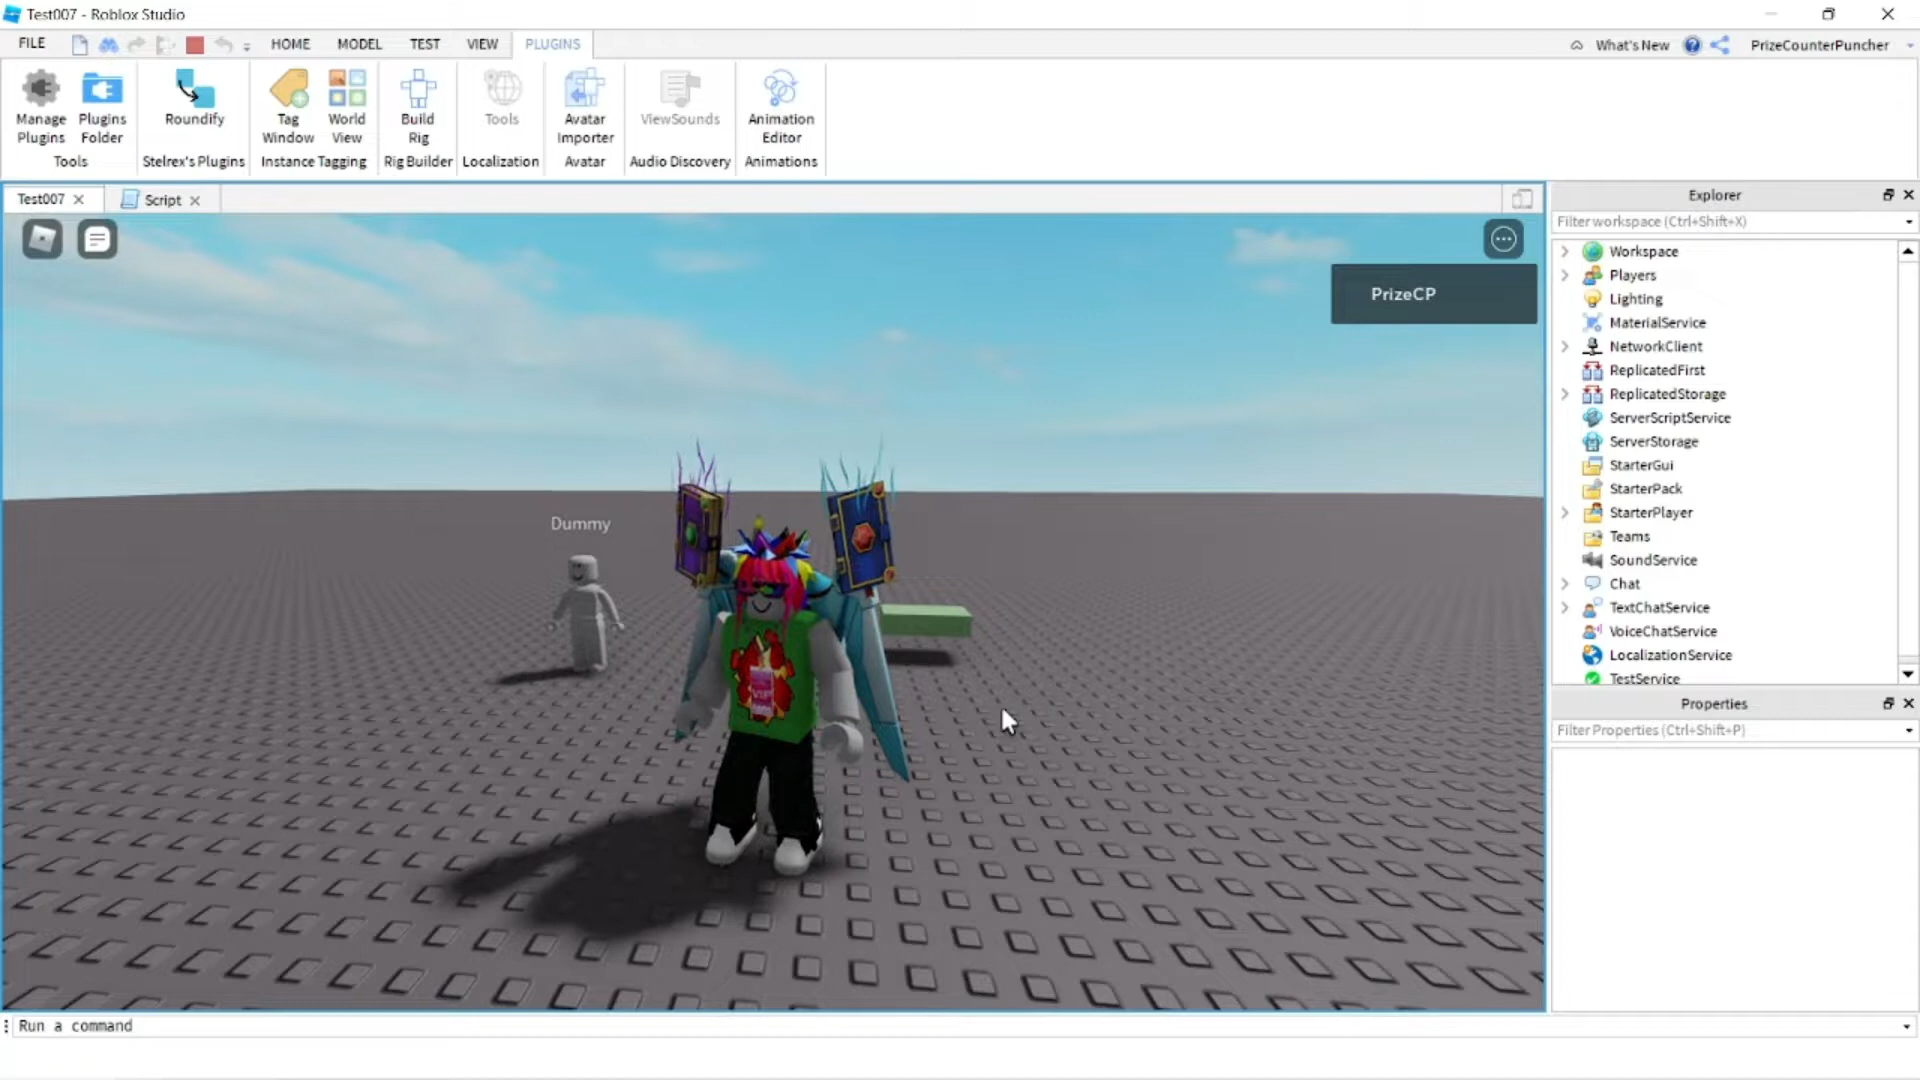 Test007 - Roblox Studio
FILE HOME MODEL TEST VIEW PLUGINS What's New PrizeCounterPuncher
Manage Plugins
Plugins Folder
Roundify
Tag Window
World View
Build Rig
Tools
Avatar Importer
ViewSounds
Animation Editor
Tools Stelrex's Plugins Instance Tagging Rig Builder Localization Avatar Audio Discovery Animations
Test007 Script
PrizeCP
Dummy
VIP
Explorer
Filter workspace (Ctrl+Shift+X)
Workspace
Players
Lighting
MaterialService
NetworkClient
ReplicatedFirst
ReplicatedStorage
ServerScriptService
ServerStorage
StarterGui
StarterPack
StarterPlayer
Teams
SoundService
Chat
TextChatService
VoiceChatService
LocalizationService
TestService
Properties
Filter Properties (Ctrl+Shift+P)
Run a command